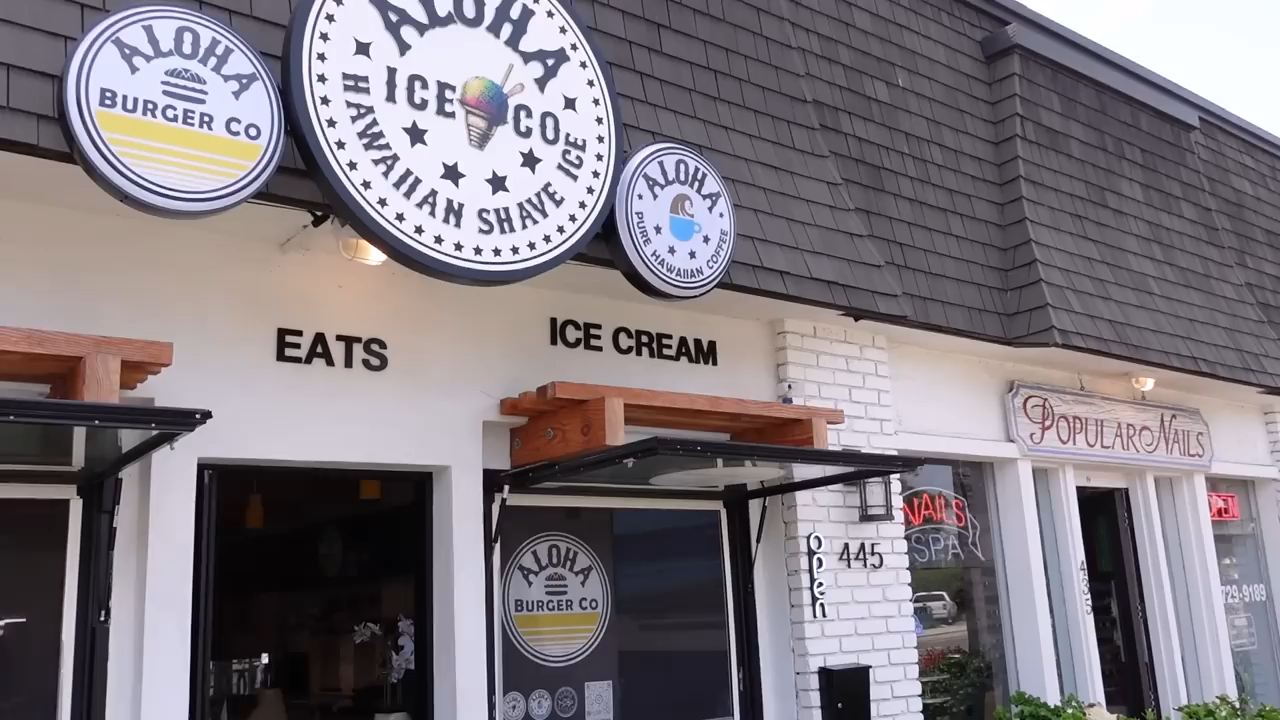 ALOHA
BURGER CO
ALOHA
ICE CO
HAWAIIAN SHAVE ICE
ALOHA
PURE HAWAIIAN COFFEE
EATS
ICE CREAM
POPULAR NAILS
NAILS
SPA
OPEN
open
445
435
729-9189
ALOHA
BURGER CO